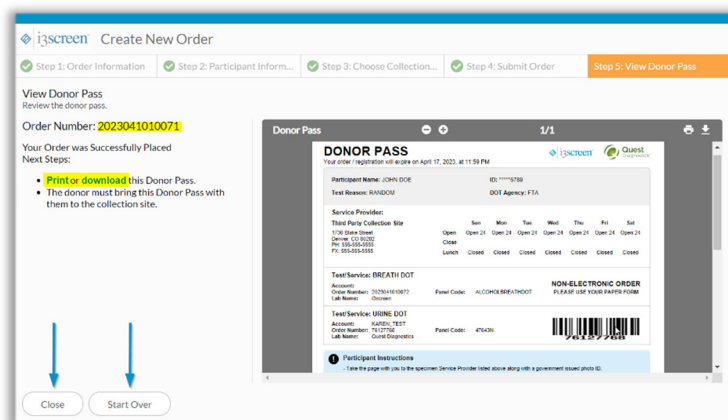 i3screen Create New Order
Step 1: Order Information
Step 2: Participant Inform...
Step 3: Choose Collection...
Step 4: Submit Order
Step 5: View Donor Pass
View Donor Pass
Review the donor pass.
Order Number: 2023041010071
Your Order was Successfully Placed
Next Steps:
• Print or download this Donor Pass.
• The donor must bring this Donor Pass with
them to the collection site.
Close
Start Over
Donor Pass
1/1
DONOR PASS
i3screen
Quest
Diagnostics
Your order / registration will expire on April 17, 2023, at 11:59 PM
Participant Name: JOHN DOE ID: *****6789
Test Reason: RANDOM DOT Agency: FTA
Service Provider:
Third Party Collection Site
1736 Blake Street
Denver CO 80202
PH: 555-555-5555
FX: 555-555-5555
Sun Mon Tue Wed Thu Fri Sat
Open Open 24 Open 24 Open 24 Open 24 Open 24 Open 24 Open 24
Close
Lunch Closed Closed Closed Closed Closed Closed Closed
Test/Service: BREATH DOT
Account:
Order Number: 2023041010072
Lab Name:
Panel Code: ALCOHOLBREATHDOT
NON-ELECTRONIC ORDER
PLEASE USE YOUR PAPER FORM
Test/Service: URINE DOT
Account: KAREN_TEST
Order Number: 76127768
Lab Name: Quest Diagnostics
Panel Code: 47643N
76127768
Participant Instructions
- Take the page with you to the specimen Service Provider listed above along with a government issued photo ID.